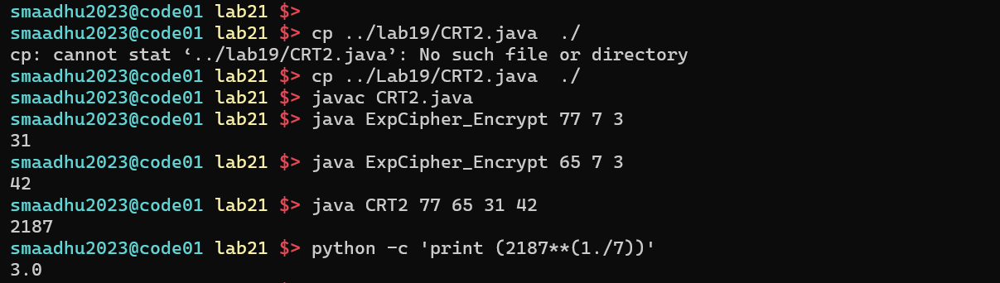 smaadhu2023@code01 lab21 $>
smaadhu2023@code01 lab21 $> cp ../lab19/CRT2.java  ./
cp: cannot stat ‘../lab19/CRT2.java’: No such file or directory
smaadhu2023@code01 lab21 $> cp ../Lab19/CRT2.java  ./
smaadhu2023@code01 lab21 $> javac CRT2.java
smaadhu2023@code01 lab21 $> java ExpCipher_Encrypt 77 7 3
31
smaadhu2023@code01 lab21 $> java ExpCipher_Encrypt 65 7 3
42
smaadhu2023@code01 lab21 $> java CRT2 77 65 31 42
2187
smaadhu2023@code01 lab21 $> python -c 'print (2187**(1./7))'
3.0